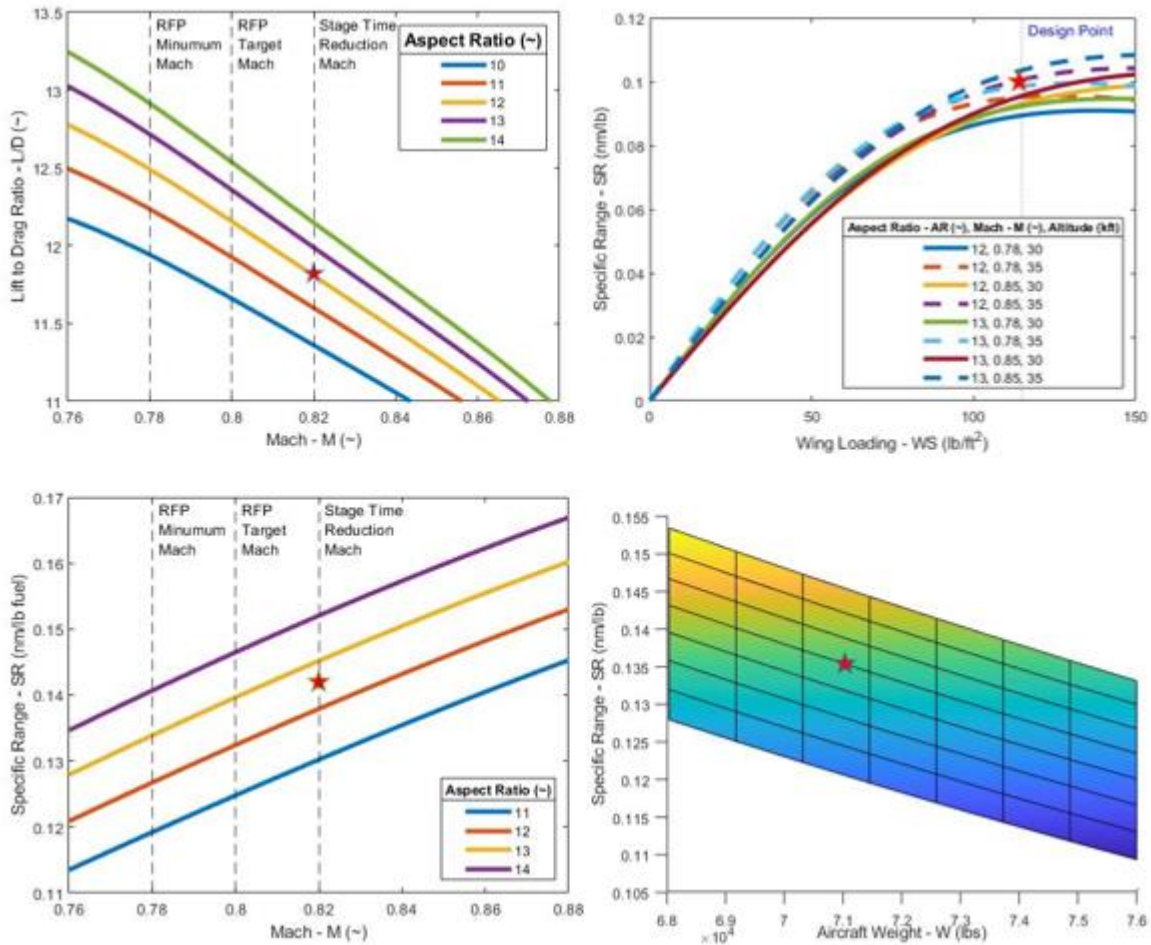 13.5
13
12.5
12
11.5
11
0.76 0.78 0.8 0.82 0.84 0.86 0.88
Lift to Drag Ratio - L/D (~)
Mach - M (~)
RFP
Minumum
Mach
RFP
Target
Mach
Stage Time
Reduction
Mach
Aspect Ratio (~)
10
11
12
13
14
0.12
0.1
0.08
0.06
0.04
0.02
0
0 50 100 150
Specific Range - SR (nm/lb)
Wing Loading - WS (lb/ft2)
Design Point
Aspect Ratio - AR (~), Mach - M (~), Altitude (kft)
12, 0.78, 30
12, 0.78, 35
12, 0.85, 30
12, 0.85, 35
13, 0.78, 30
13, 0.78, 35
13, 0.85, 30
13, 0.85, 35
0.17
0.16
0.15
0.14
0.13
0.12
0.11
0.76 0.78 0.8 0.82 0.84 0.86 0.88
Specific Range - SR (nm/lb fuel)
Mach - M (~)
RFP
Minumum
Mach
RFP
Target
Mach
Stage Time
Reduction
Mach
Aspect Ratio (~)
11
12
13
14
0.155
0.15
0.145
0.14
0.135
0.13
0.125
0.12
0.115
0.11
0.105
6.8 6.9 7 7.1 7.2 7.3 7.4 7.5 7.6
×104
Specific Range - SR (nm/lb)
Aircraft Weight - W (lbs)